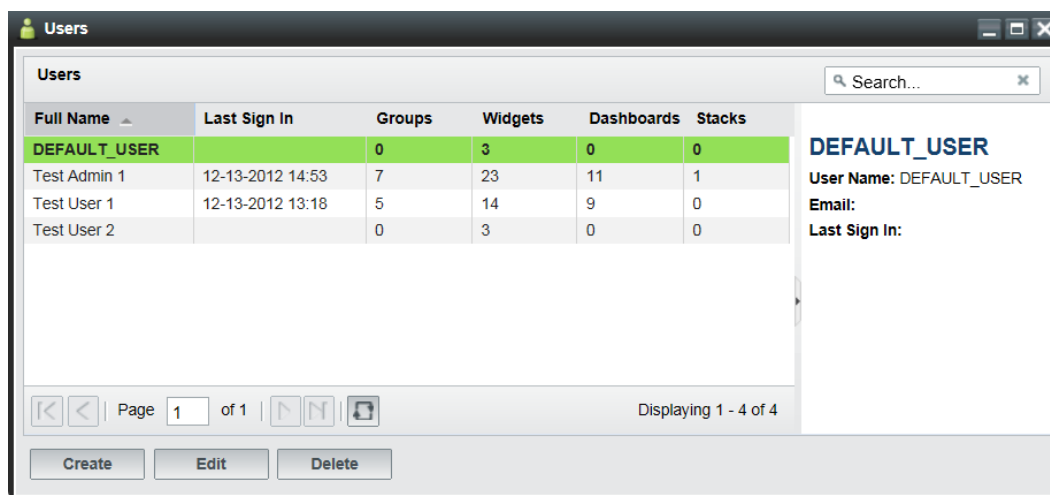 Users
Users
Search...
Full Name Last Sign In Groups Widgets Dashboards Stacks
DEFAULT_USER 0 3 0 0
Test Admin 1 12-13-2012 14:53 7 23 11 1
Test User 1 12-13-2012 13:18 5 14 9 0
Test User 2 0 3 0 0
DEFAULT_USER
User Name: DEFAULT_USER
Email:
Last Sign In:
Page 1 of 1 Displaying 1 - 4 of 4
Create Edit Delete